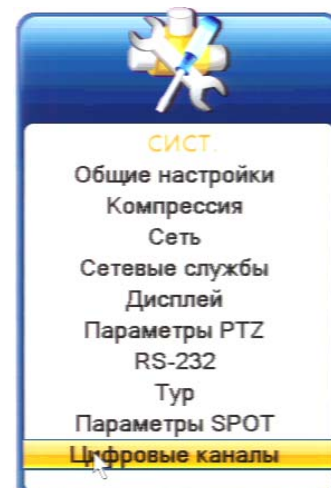 СИСТ.
Общие настройки
Компрессия
Сеть
Сетевые службы
Дисплей
Параметры PTZ
RS-232
Тур
Параметры SPOT
Цифровые каналы